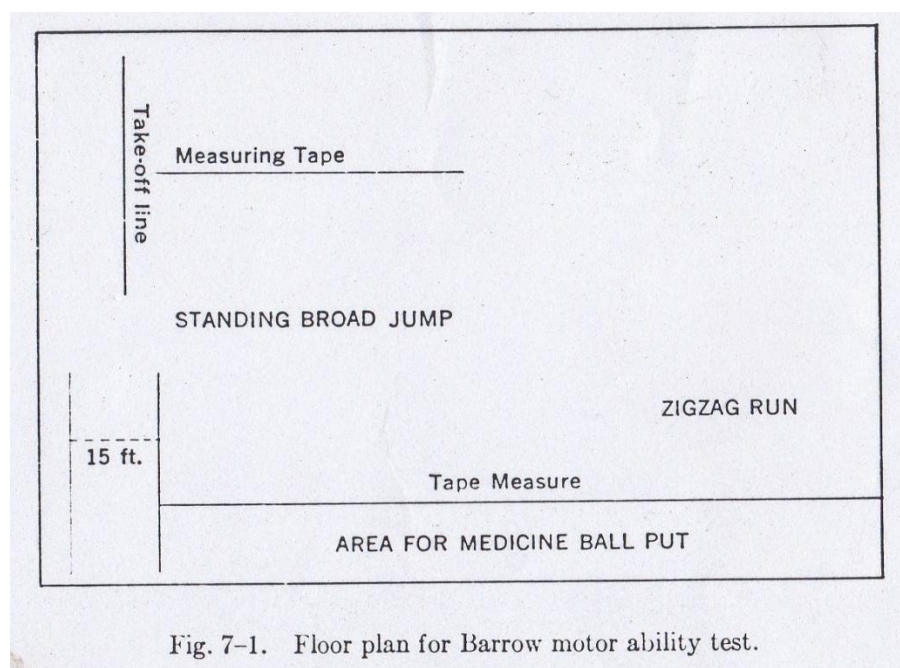 Take-off line
Measuring Tape
STANDING BROAD JUMP
ZIGZAG RUN
15 ft.
Tape Measure
AREA FOR MEDICINE BALL PUT
Fig. 7–1. Floor plan for Barrow motor ability test.